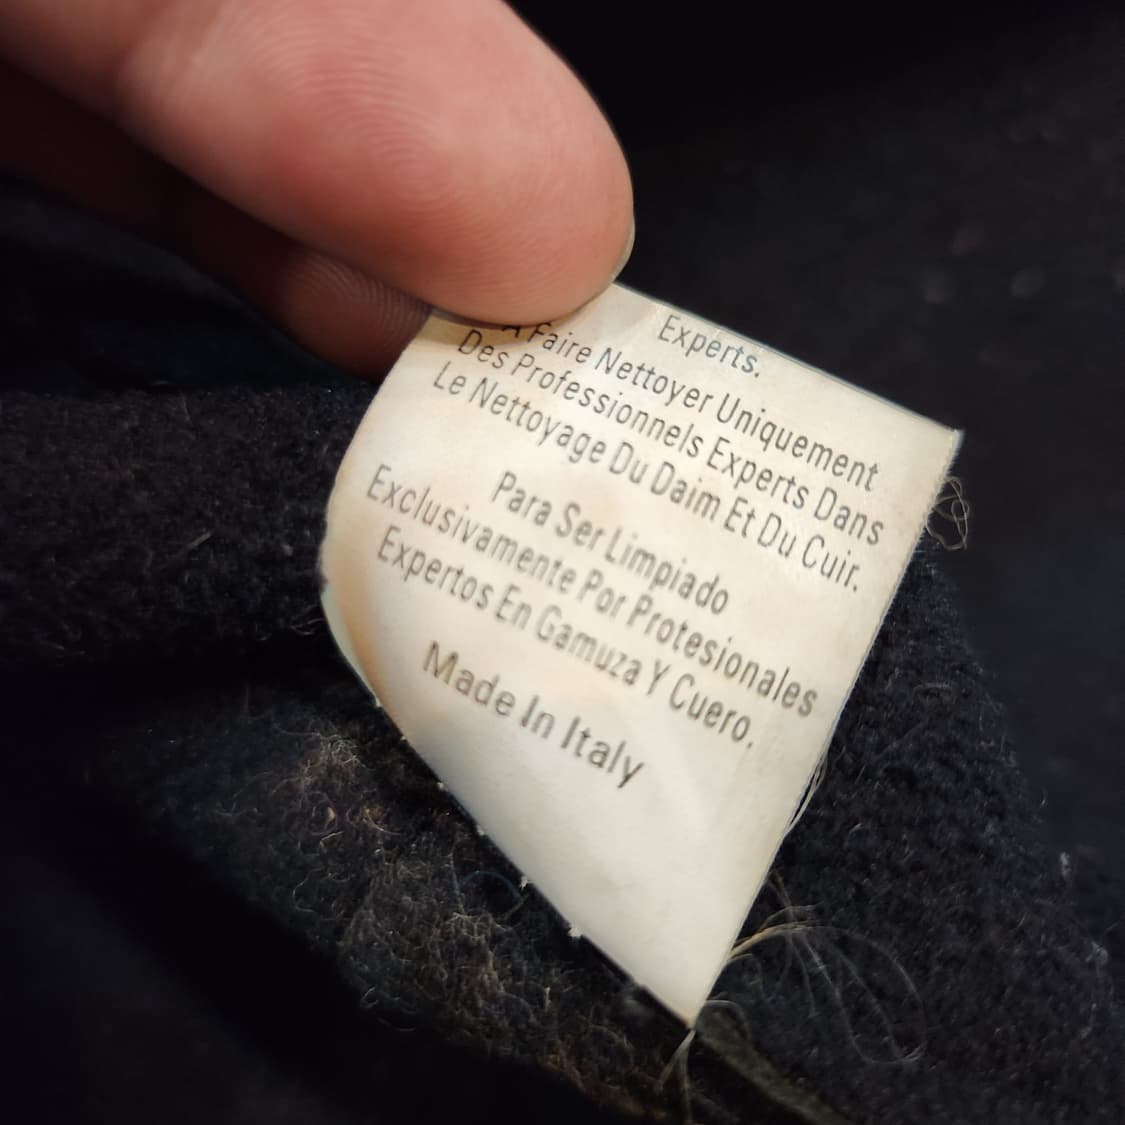 Experts.
A Faire Nettoyer Uniquement
Des Professionnels Experts Dans
Le Nettoyage Du Daim Et Du Cuir.
Para Ser Limpiado
Exclusivamente Por Protesionales
Expertos En Gamuza Y Cuero.
Made In Italy